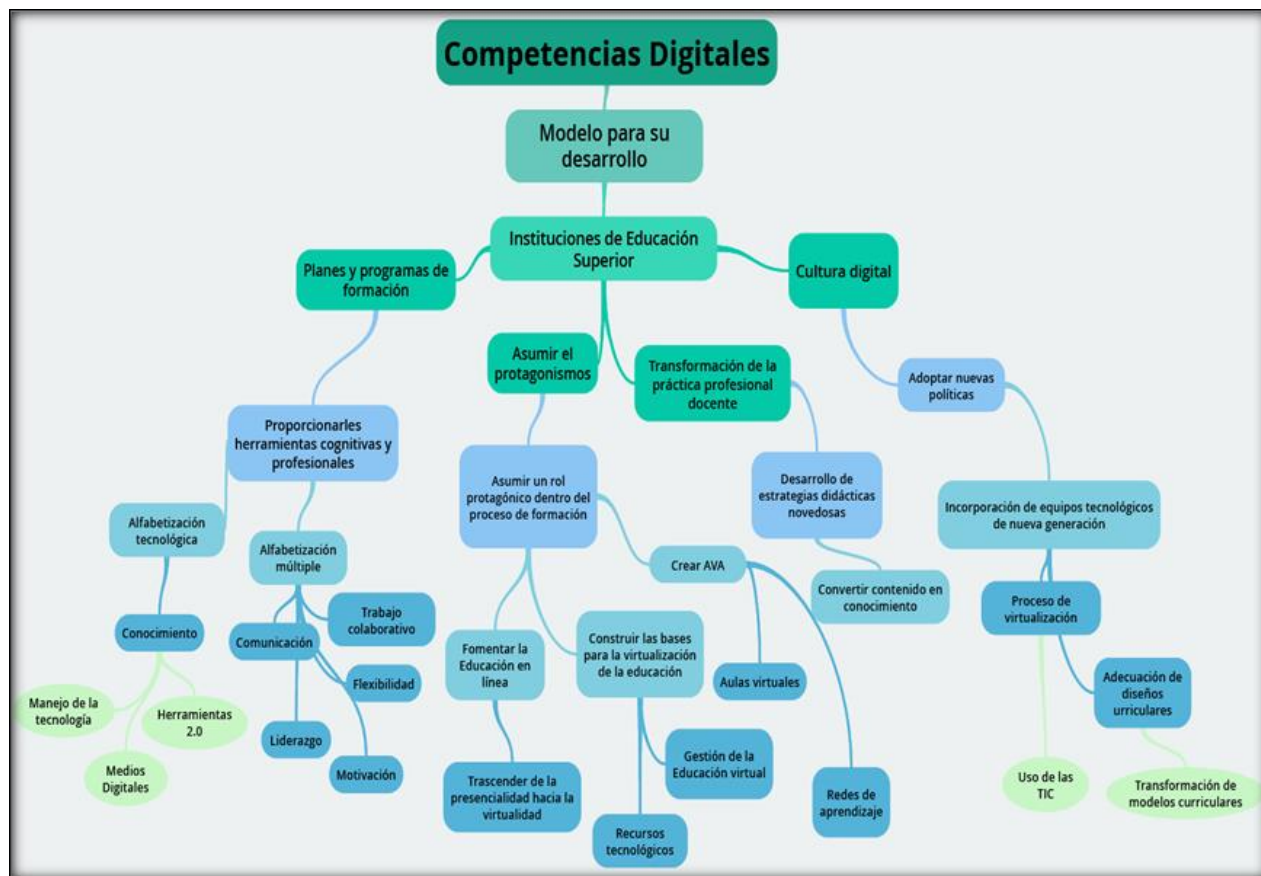 Competencias Digitales
Modelo para su
desarrollo
Instituciones de Educación
Superior
Planes y programas de
formación
Cultura digital
Asumir el
protagonismos
Transformación de la
práctica profesional
docente
Adoptar nuevas
políticas
Proporcionarles
herramientas cognitivas y
profesionales
Asumir un rol
protagónico dentro del
proceso de formación
Desarrollo de
estrategias didácticas
novedosas
Incorporación de equipos tecnológicos
de nueva generación
Alfabetización
tecnológica
Alfabetización
múltiple
Crear AVA
Convertir contenido en
conocimiento
Proceso de
virtualización
Conocimiento
Comunicación
Trabajo
colaborativo
Fomentar la
Educación en
línea
Construir las bases
para la virtualización
de la educación
Aulas virtuales
Adecuación de
diseños
urriculares
Manejo de la
tecnología
Herramientas
2.0
Flexibilidad
Liderazgo
Medios
Digitales
Motivación
Trascender de la
presencialidad hacia la
virtualidad
Gestión de la
Educación virtual
Recursos
tecnológicos
Redes de
aprendizaje
Uso de las
TIC
Transformación de
modelos curriculares